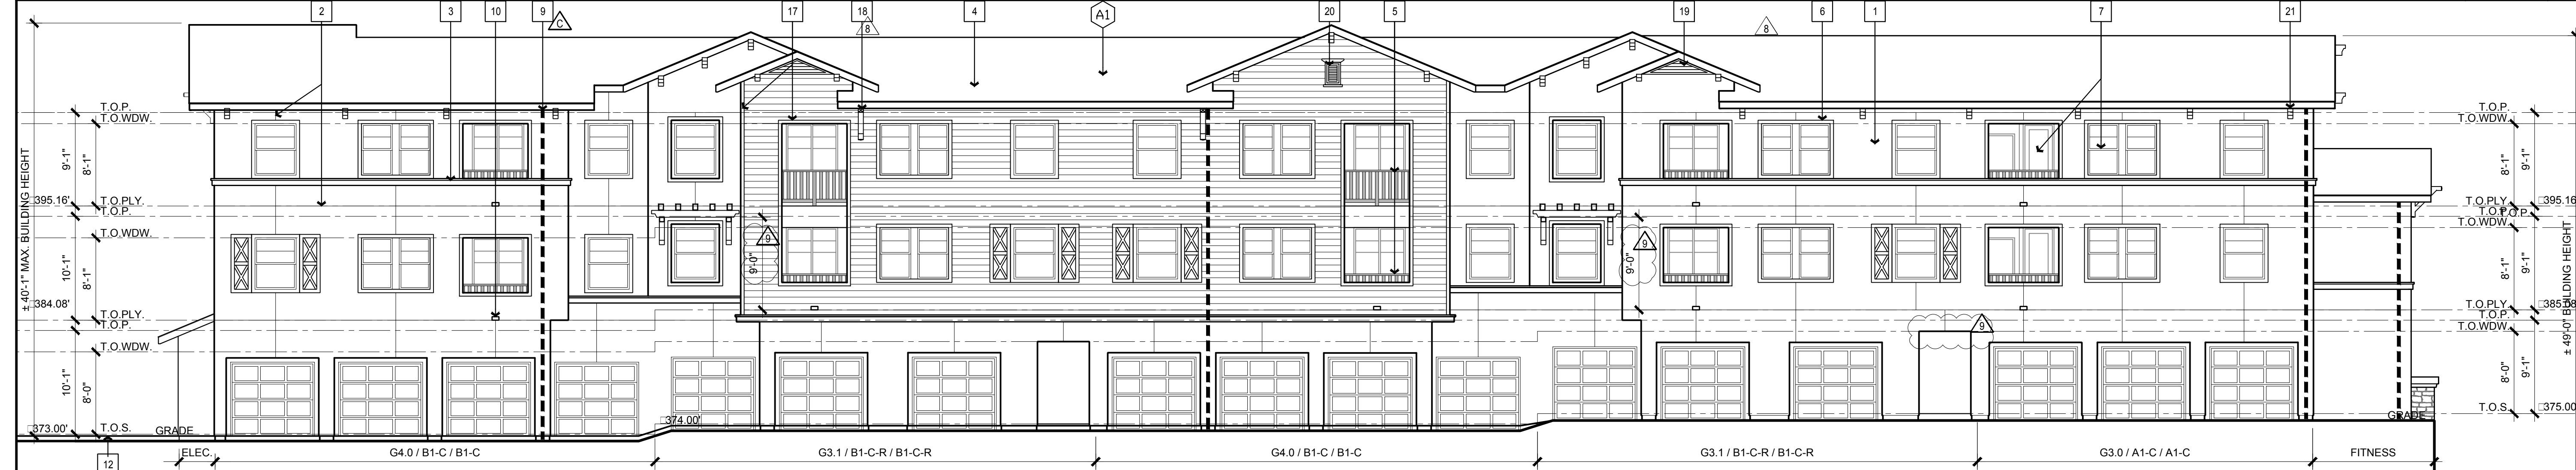 2
3
10
9
C
17
18
8
4
A1
20
5
19
8
6
1
7
21
± 40'-1" MAX. BUILDING HEIGHT
9'-1"
8'-1"
T.O.P.
T.O.WDW.
395.16'
T.O.PLY.
T.O.P.
T.O.WDW.
10'-1"
8'-1"
384.08'
T.O.PLY.
T.O.P.
T.O.WDW.
10'-1"
8'-0"
373.00'
T.O.S.
GRADE
12
9'-0"
9
374.00'
9'-0"
9
9
T.O.P.
T.O.WDW.
8'-1"
9'-1"
T.O.PLY.
395.16
T.O.P.
T.O.WDW.
8'-1"
9'-1"
T.O.PLY.
385.08
T.O.P.
T.O.WDW.
8'-0"
9'-1"
T.O.S.
375.00
GRADE
± 49'-0" BUILDING HEIGHT
ELEC.
G4.0 / B1-C / B1-C
G3.1 / B1-C-R / B1-C-R
G4.0 / B1-C / B1-C
G3.1 / B1-C-R / B1-C-R
G3.0 / A1-C / A1-C
FITNESS